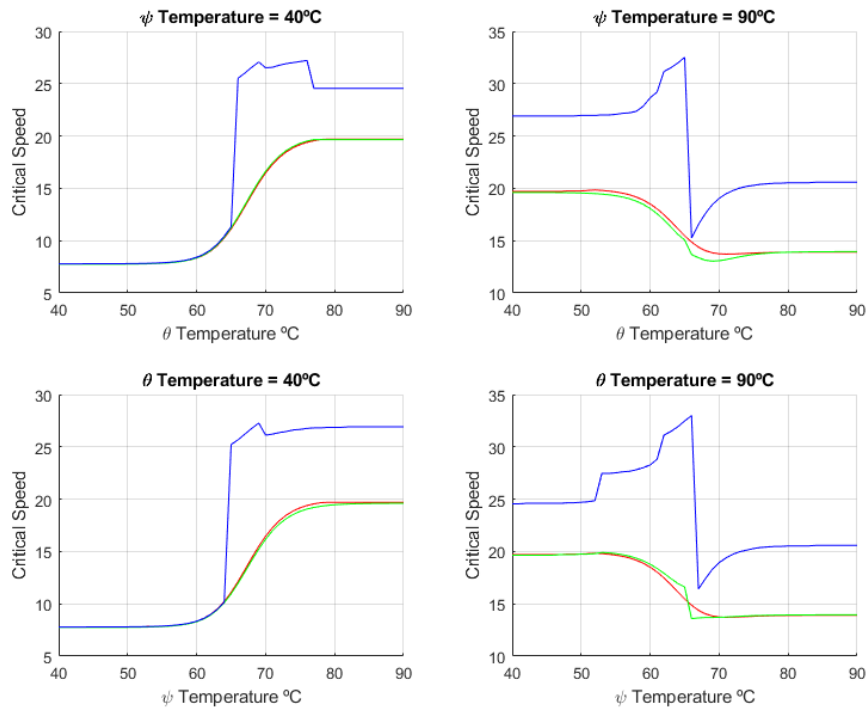 ψ Temperature = 40ºC
30
25
20
15
10
5
Critical Speed
40 50 60 70 80 90
θ Temperature ºC
ψ Temperature = 90ºC
35
30
25
20
15
10
Critical Speed
40 50 60 70 80 90
θ Temperature ºC
θ Temperature = 40ºC
30
25
20
15
10
5
Critical Speed
40 50 60 70 80 90
ψ Temperature ºC
θ Temperature = 90ºC
35
30
25
20
15
10
Critical Speed
40 50 60 70 80 90
ψ Temperature ºC